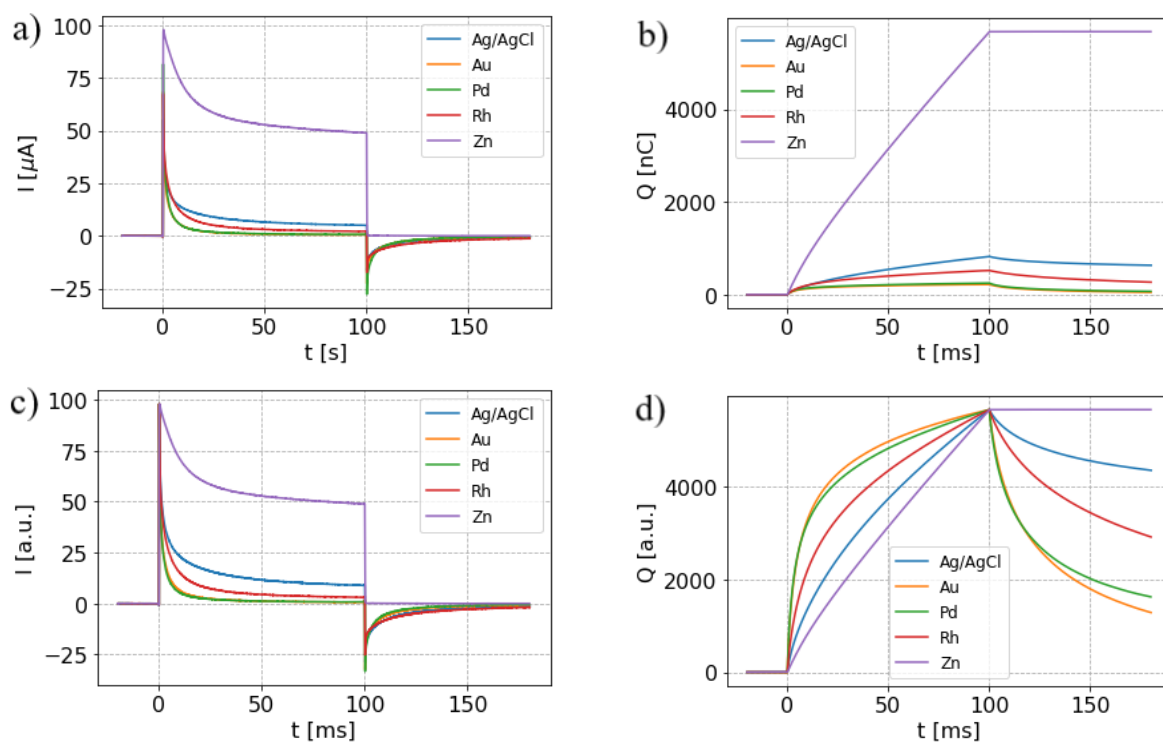 a)
100
75
50
25
0
−25
I [μA]
0
50
100
150
t [s]
Ag/AgCl
Au
Pd
Rh
Zn
b)
4000
2000
0
Q [nC]
0
50
100
150
t [ms]
Ag/AgCl
Au
Pd
Rh
Zn
c)
100
75
50
25
0
−25
I [a.u.]
0
50
100
150
t [ms]
Ag/AgCl
Au
Pd
Rh
Zn
d)
4000
2000
0
Q [a.u.]
0
50
100
150
t [ms]
Ag/AgCl
Au
Pd
Rh
Zn